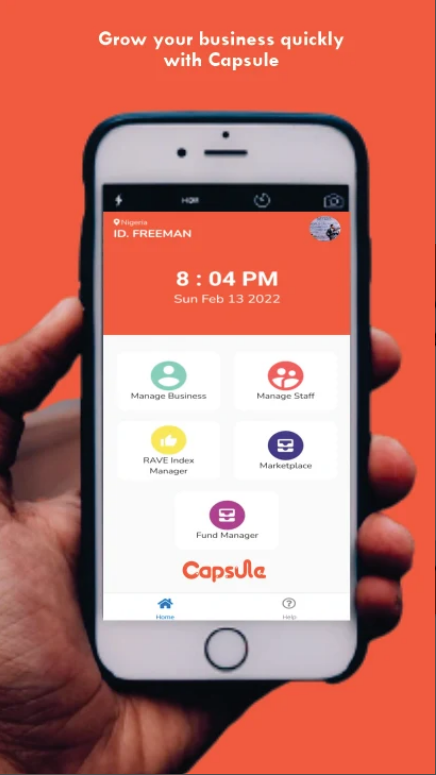 Grow your business quickly
with Capsule
HDR
Nigeria
ID. FREEMAN
8 : 04 PM
Sun Feb 13 2022
Manage Business
Manage Staff
RAVE Index
Manager
Marketplace
Fund Manager
Capsule
Home
Help